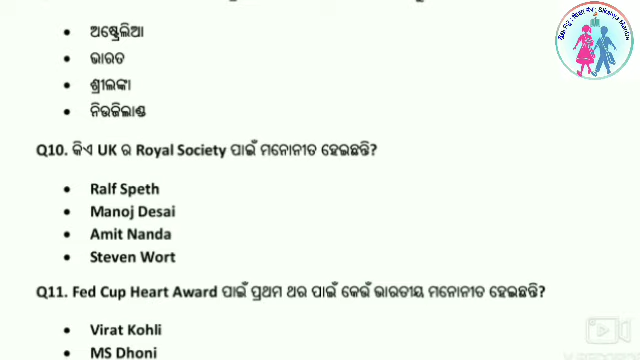 ଅଷ୍ଟ୍ରେଲିଆ
ଭାରତ
ଶ୍ରୀଲଙ୍କା
ନିଉଜିଲାଣ୍ଡ
Q10. କିଏ UK ର Royal Society ପାଇଁ ମନୋନୀତ ହେଇଛନ୍ତି?
Ralf Speth
Manoj Desai
Amit Nanda
Steven Wort
Q11. Fed Cup Heart Award ପାଇଁ ପ୍ରଥମ ଥର ପାଇଁ କେଉଁ ଭାରତୀୟ ମନୋନୀତ ହେଇଛନ୍ତି?
Virat Kohli
MS Dhoni